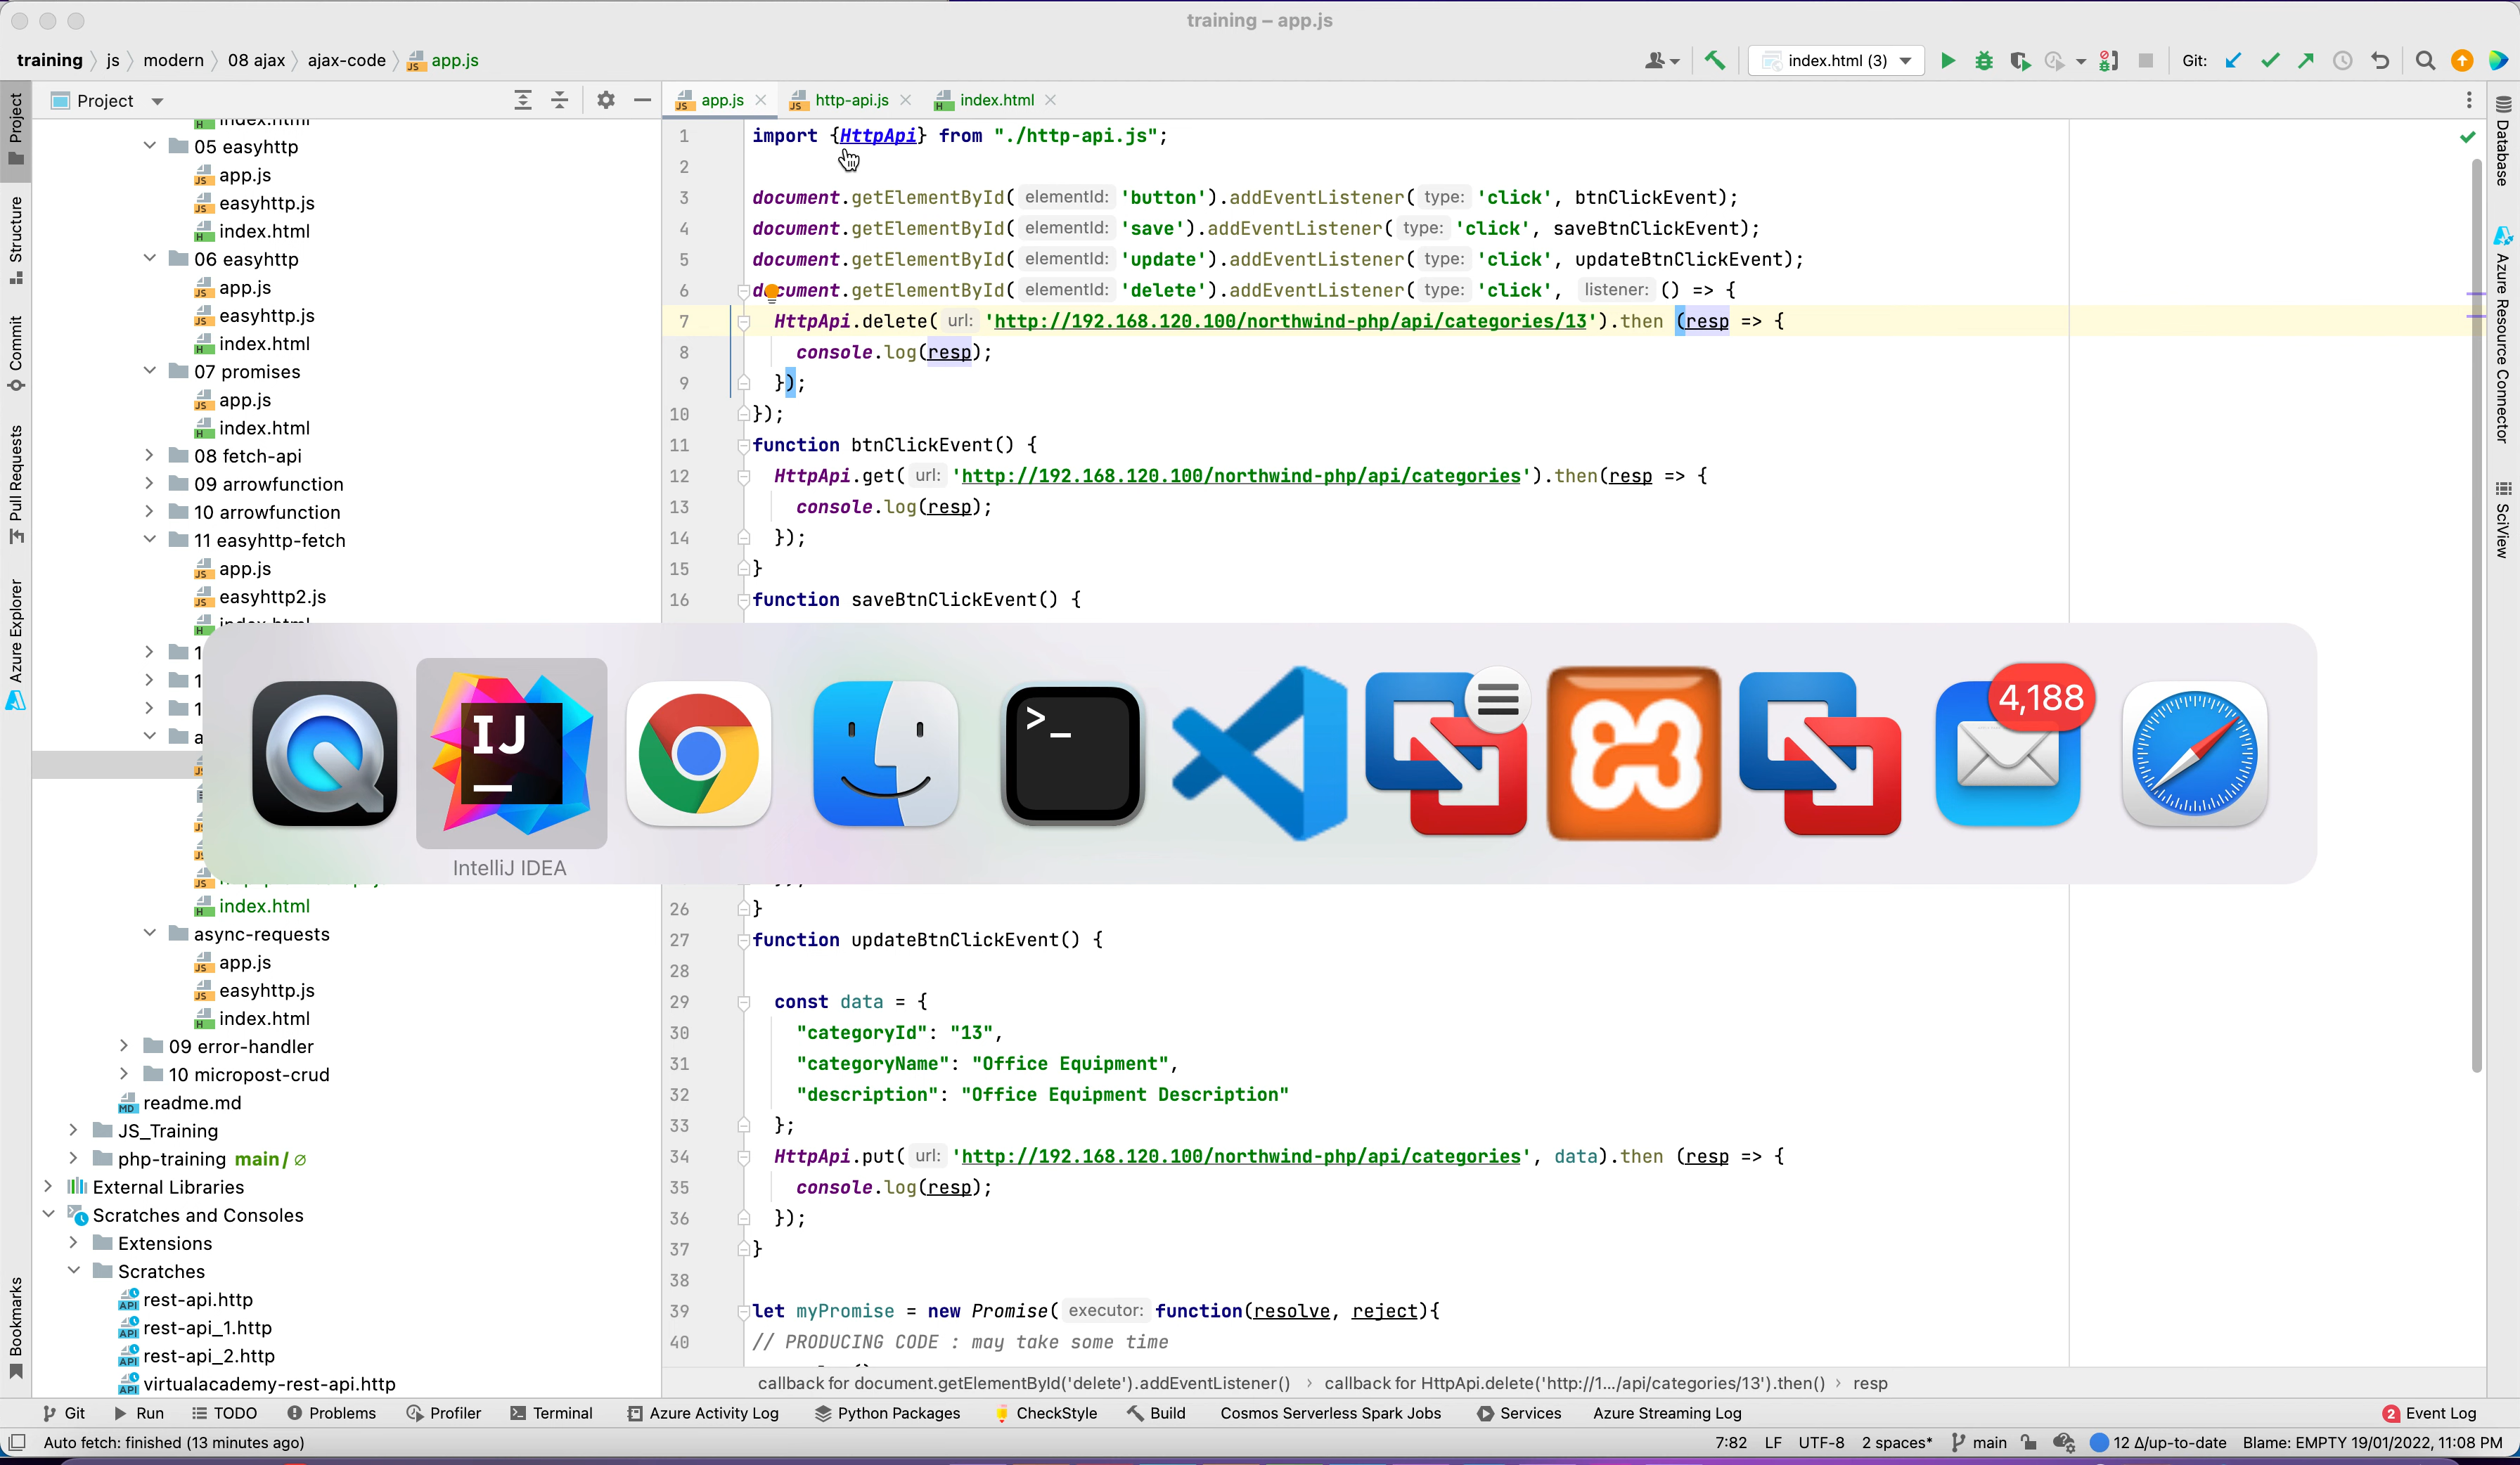 training – app.js
training js modern 08 ajax ajax-code app.js
index.html (3) Git:
Project
app.js http-api.js index.html
Project
Structure
Commit
Pull Requests
Azure Explorer
Bookmarks
index.html
05 easyhttp
app.js
easyhttp.js
index.html
06 easyhttp
app.js
easyhttp.js
index.html
07 promises
app.js
index.html
08 fetch-api
09 arrowfunction
10 arrowfunction
11 easyhttp-fetch
app.js
easyhttp2.js
index.html
1
1
1
a
index.html
async-requests
app.js
easyhttp.js
index.html
09 error-handler
10 micropost-crud
readme.md
JS_Training
php-training main / ∅
External Libraries
Scratches and Consoles
Extensions
Scratches
rest-api.http
rest-api_1.http
rest-api_2.http
virtualacademy-rest-api.http
1 import {HttpApi} from "./http-api.js";
2
3 document.getElementById( elementId: 'button').addEventListener( type: 'click', btnClickEvent);
4 document.getElementById( elementId: 'save').addEventListener( type: 'click', saveBtnClickEvent);
5 document.getElementById( elementId: 'update').addEventListener( type: 'click', updateBtnClickEvent);
6 document.getElementById( elementId: 'delete').addEventListener( type: 'click', listener: () => {
7 HttpApi.delete( url: 'http://192.168.120.100/northwind-php/api/categories/13').then (resp => {
8 console.log(resp);
9 });
10 });
11 function btnClickEvent() {
12 HttpApi.get( url: 'http://192.168.120.100/northwind-php/api/categories').then(resp => {
13 console.log(resp);
14 });
15 }
16 function saveBtnClickEvent() {
IJ
>_
4,188
IntelliJ IDEA
26 }
27 function updateBtnClickEvent() {
28
29 const data = {
30 "categoryId": "13",
31 "categoryName": "Office Equipment",
32 "description": "Office Equipment Description"
33 };
34 HttpApi.put( url: 'http://192.168.120.100/northwind-php/api/categories', data).then (resp => {
35 console.log(resp);
36 });
37 }
38
39 let myPromise = new Promise( executor: function(resolve, reject){
40 // PRODUCING CODE : may take some time
Database
Azure Resource Connector
SciView
callback for document.getElementById('delete').addEventListener() › callback for HttpApi.delete('http://1.../api/categories/13').then() › resp
Git Run TODO Problems Profiler Terminal Azure Activity Log Python Packages CheckStyle Build Cosmos Serverless Spark Jobs Services Azure Streaming Log 2 Event Log
Auto fetch: finished (13 minutes ago) 7:82 LF UTF-8 2 spaces* main 12 Δ/up-to-date Blame: EMPTY 19/01/2022, 11:08 PM